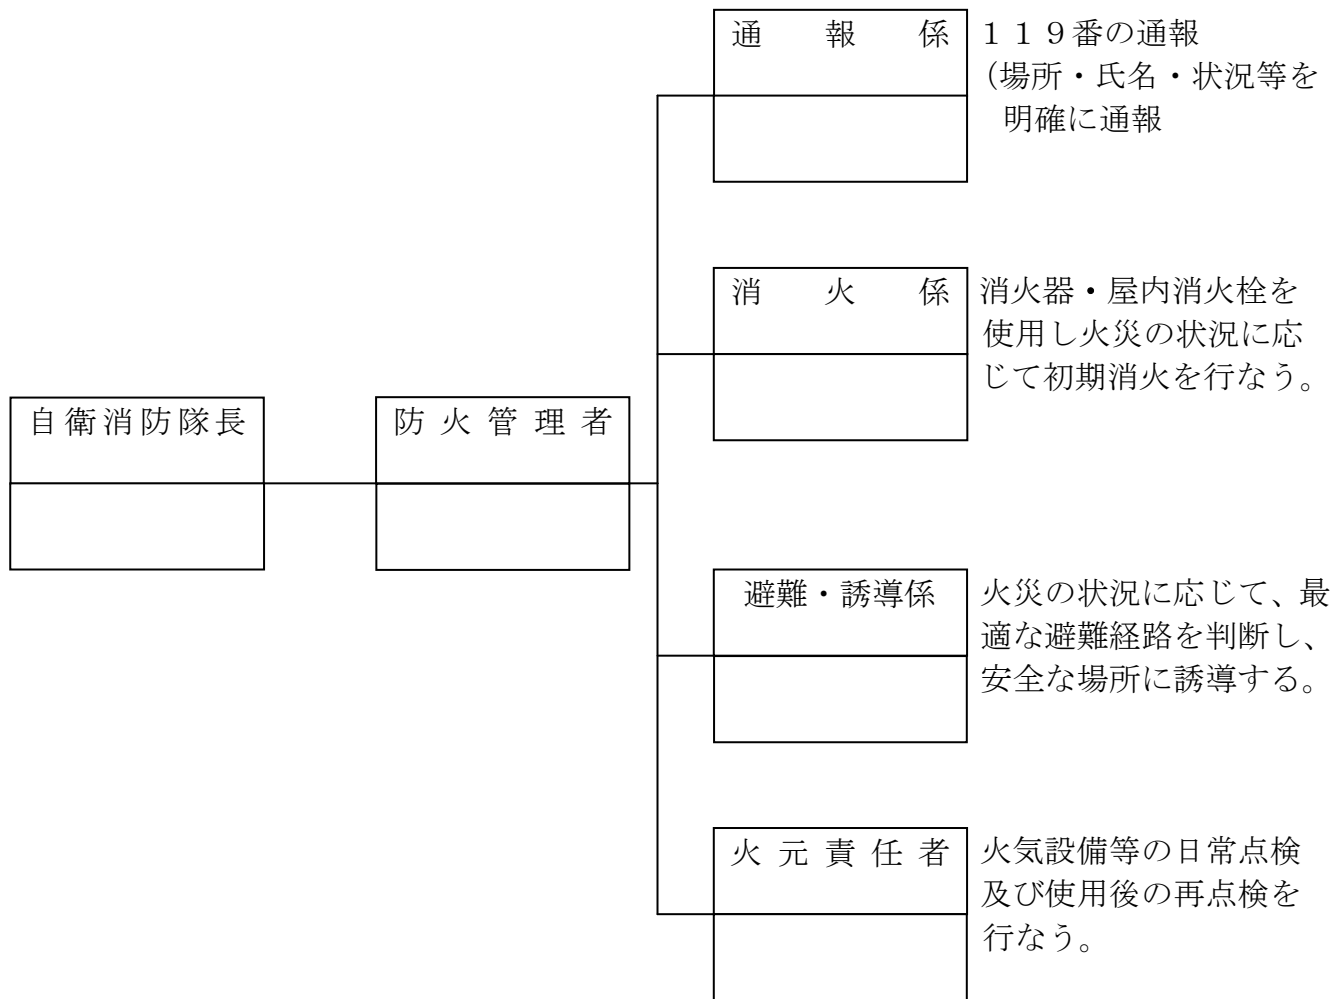 通報係
１１９番の通報
（場所・氏名・状況等を
明確に通報
消火係
消火器・屋内消火栓を
使用し火災の状況に応
じて初期消火を行なう。
自衛消防隊長
防火管理者
避難・誘導係
火災の状況に応じて、最
適な避難経路を判断し、
安全な場所に誘導する。
火元責任者
火気設備等の日常点検
及び使用後の再点検を
行なう。